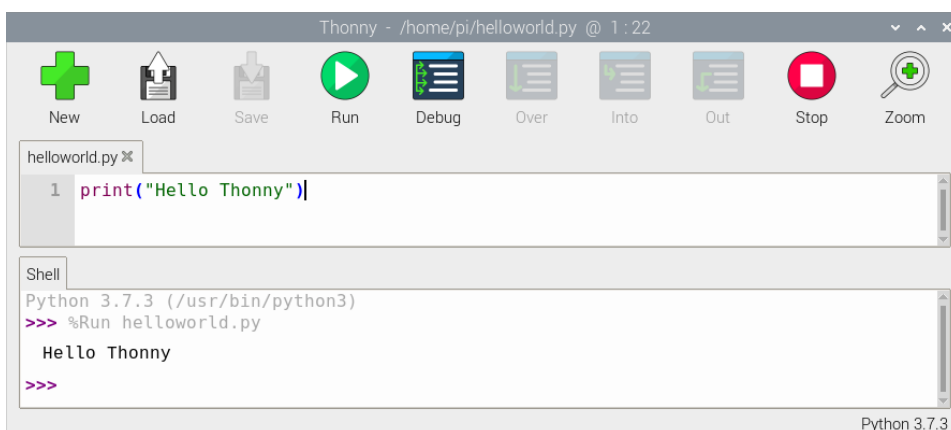 Thonny - /home/pi/helloworld.py @ 1 : 22
New Load Save Run Debug Over Into Out Stop Zoom
helloworld.py
1 print("Hello Thonny")
Shell
Python 3.7.3 (/usr/bin/python3)
>>> %Run helloworld.py
Hello Thonny
>>>
Python 3.7.3